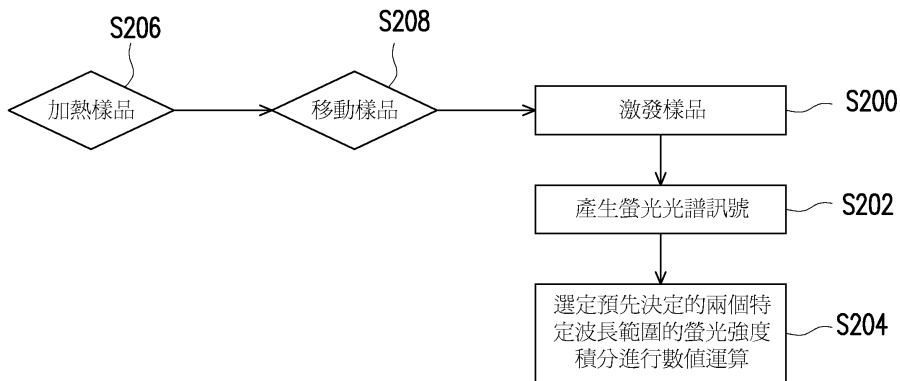 S206
S208
加熱樣品
移動樣品
激發樣品
S200
產生螢光光譜訊號
S202
選定預先決定的兩個特
定波長範圍的螢光強度
積分進行數值運算
S204